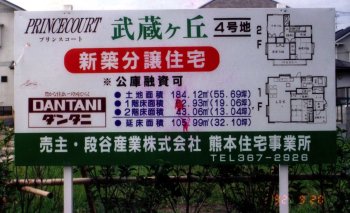 PRINCECOURT
プリンスコート
武蔵ヶ丘
4号地
2F
新築分譲住宅
※公庫融資可
DANTANI
ダンタニ
● 土地面積 184.12㎡(55.69坪)
● 1階床面積 62.93㎡(19.06坪)
● 2階床面積 43.06㎡(13.04坪)
● 延床面積 105.99㎡(32.10坪)
1F
売主・段谷産業株式会社 熊本住宅事業所
TEL367-2926